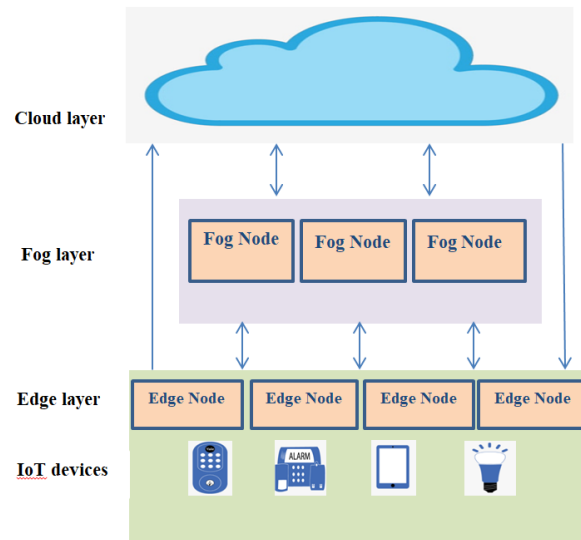 Cloud layer
Fog layer
Fog Node
Fog Node
Fog Node
Edge layer
Edge Node
Edge Node
Edge Node
Edge Node
IoT devices
ALARM